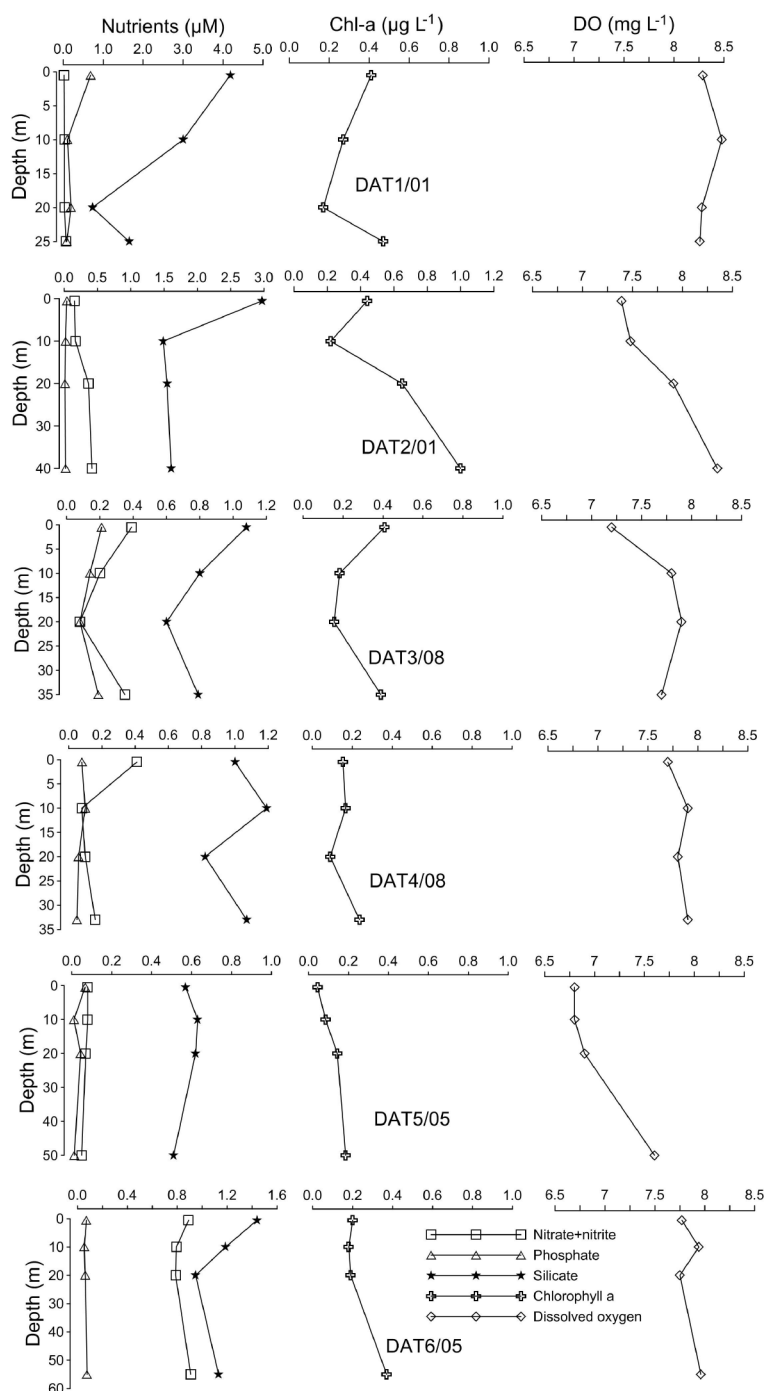 Nutrients (µM) Chl-a (µg L-1) DO (mg L-1)
0.0 1.0 2.0 3.0 4.0 5.0 0.0 0.2 0.4 0.6 0.8 1.0 6.5 7 7.5 8 8.5
Depth (m)
0
5
10
15
20
25
DAT1/01
0.0 0.5 1.0 1.5 2.0 2.5 3.0 0.0 0.2 0.4 0.6 0.8 1.0 1.2 6.5 7 7.5 8 8.5
Depth (m)
0
10
20
30
40
DAT2/01
0.0 0.2 0.4 0.6 0.8 1.0 1.2 0.0 0.2 0.4 0.6 0.8 1.0 6.5 7 7.5 8 8.5
Depth (m)
0
5
10
15
20
25
30
35
DAT3/08
0.0 0.2 0.4 0.6 0.8 1.0 1.2 0.0 0.2 0.4 0.6 0.8 1.0 6.5 7 7.5 8 8.5
Depth (m)
0
5
10
15
20
25
30
35
DAT4/08
0.0 0.2 0.4 0.6 0.8 1.0 0.0 0.2 0.4 0.6 0.8 1.0 6.5 7 7.5 8 8.5
Depth (m)
0
10
20
30
40
50
DAT5/05
0.0 0.4 0.8 1.2 1.6 0.0 0.2 0.4 0.6 0.8 1.0 6.5 7 7.5 8 8.5
Depth (m)
0
10
20
30
40
50
60
Nitrate+nitrite
Phosphate
Silicate
Chlorophyll a
Dissolved oxygen
DAT6/05